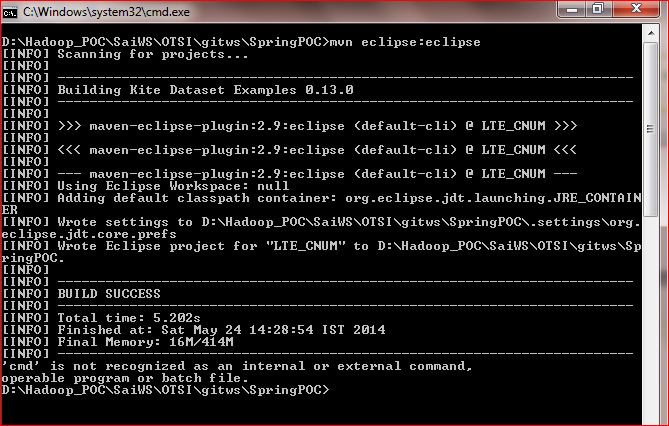 C:\Windows\system32\cmd.exe
D:\Hadoop_POC\SaiWS\OTSI\gitws\SpringPOC>mvn eclipse:eclipse
[INFO] Scanning for projects...
[INFO]
[INFO] ------------------------------------------------------------------------
[INFO] Building Kite Dataset Examples 0.13.0
[INFO] ------------------------------------------------------------------------
[INFO]
[INFO] >>> maven-eclipse-plugin:2.9:eclipse (default-cli) @ LTE_CNUM >>>
[INFO]
[INFO] <<< maven-eclipse-plugin:2.9:eclipse (default-cli) @ LTE_CNUM <<<
[INFO]
[INFO] --- maven-eclipse-plugin:2.9:eclipse (default-cli) @ LTE_CNUM ---
[INFO] Using Eclipse Workspace: null
[INFO] Adding default classpath container: org.eclipse.jdt.launching.JRE_CONTAIN
ER
[INFO] Wrote settings to D:\Hadoop_POC\SaiWS\OTSI\gitws\SpringPOC\.settings\org.
eclipse.jdt.core.prefs
[INFO] Wrote Eclipse project for "LTE_CNUM" to D:\Hadoop_POC\SaiWS\OTSI\gitws\Sp
ringPOC.
[INFO]
[INFO] ------------------------------------------------------------------------
[INFO] BUILD SUCCESS
[INFO] ------------------------------------------------------------------------
[INFO] Total time: 5.202s
[INFO] Finished at: Sat May 24 14:28:54 IST 2014
[INFO] Final Memory: 16M/414M
[INFO] ------------------------------------------------------------------------
'cmd' is not recognized as an internal or external command,
operable program or batch file.
D:\Hadoop_POC\SaiWS\OTSI\gitws\SpringPOC>